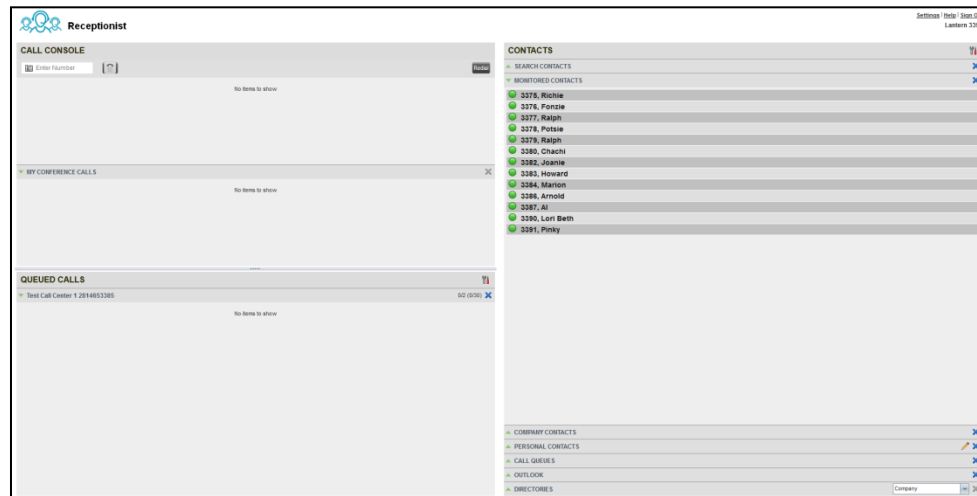 Receptionist
Settings | Help | Sign O
Lantern 339
CALL CONSOLE
Enter Number
Redial
No items to show
MY CONFERENCE CALLS
No items to show
QUEUED CALLS
Test Call Center 1 2814653385
0/2 (0/30)
No items to show
CONTACTS
SEARCH CONTACTS
MONITORED CONTACTS
3375, Richie
3376, Fonzie
3377, Ralph
3378, Potsie
3379, Ralph
3380, Chachi
3382, Joanie
3383, Howard
3384, Marion
3386, Arnold
3387, Al
3390, Lori Beth
3391, Pinky
COMPANY CONTACTS
PERSONAL CONTACTS
CALL QUEUES
OUTLOOK
DIRECTORIES
Company